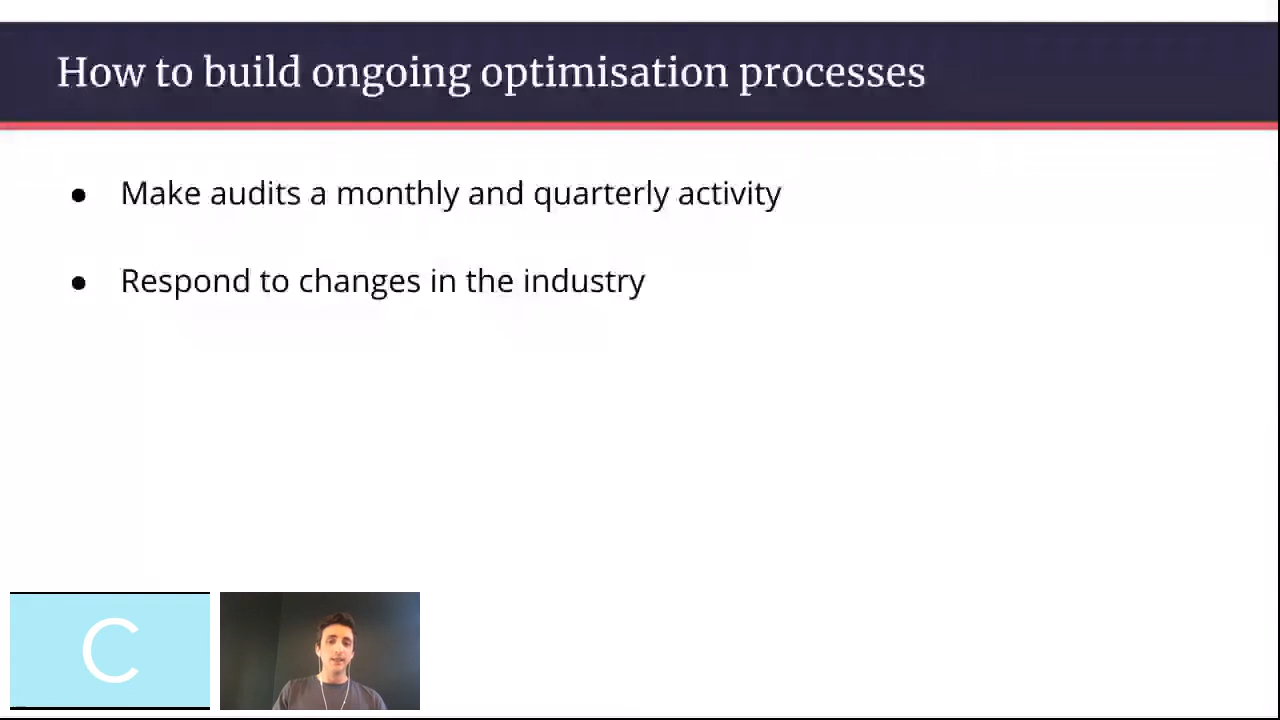 How to build ongoing optimisation processes
● Make audits a monthly and quarterly activity
● Respond to changes in the industry
C